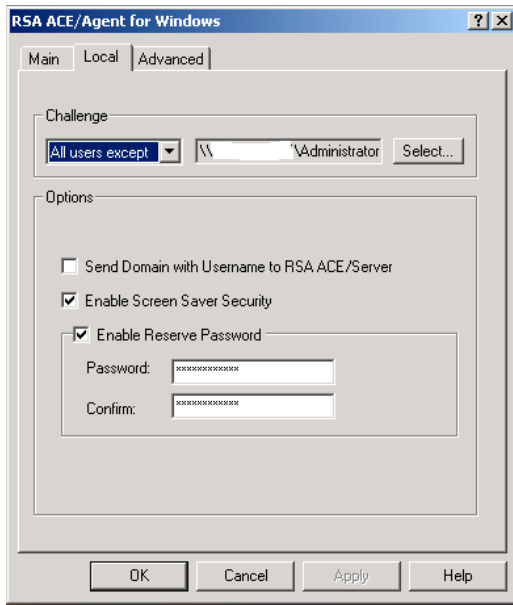 RSA ACE/Agent for Windows
Main Local Advanced
Challenge
All users except \\ \Administrator Select...
Options
Send Domain with Username to RSA ACE/Server
Enable Screen Saver Security
Enable Reserve Password
Password: ************
Confirm: ************
OK Cancel Apply Help